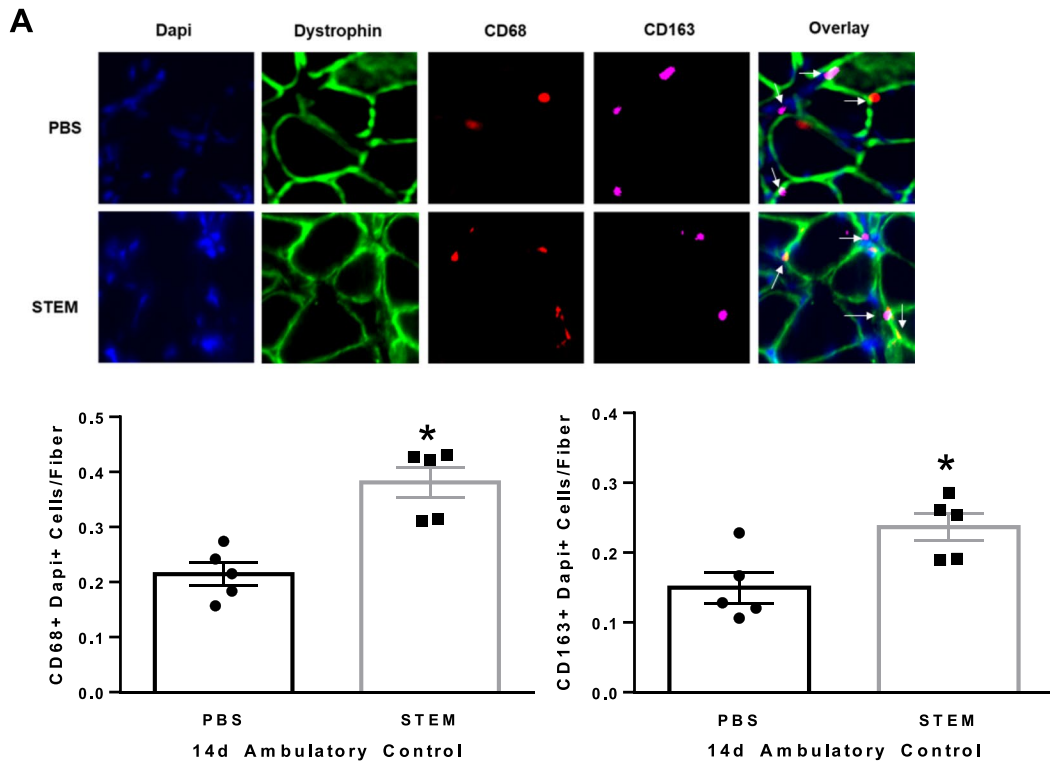 A
Dapi Dystrophin CD68 CD163 Overlay
PBS
STEM
CD68+ Dapi+ Cells/Fiber
0.5
0.4
0.3
0.2
0.1
0.0
*
PBS STEM
14d Ambulatory Control
CD163+ Dapi+ Cells/Fiber
0.4
0.3
0.2
0.1
0.0
*
PBS STEM
14d Ambulatory Control